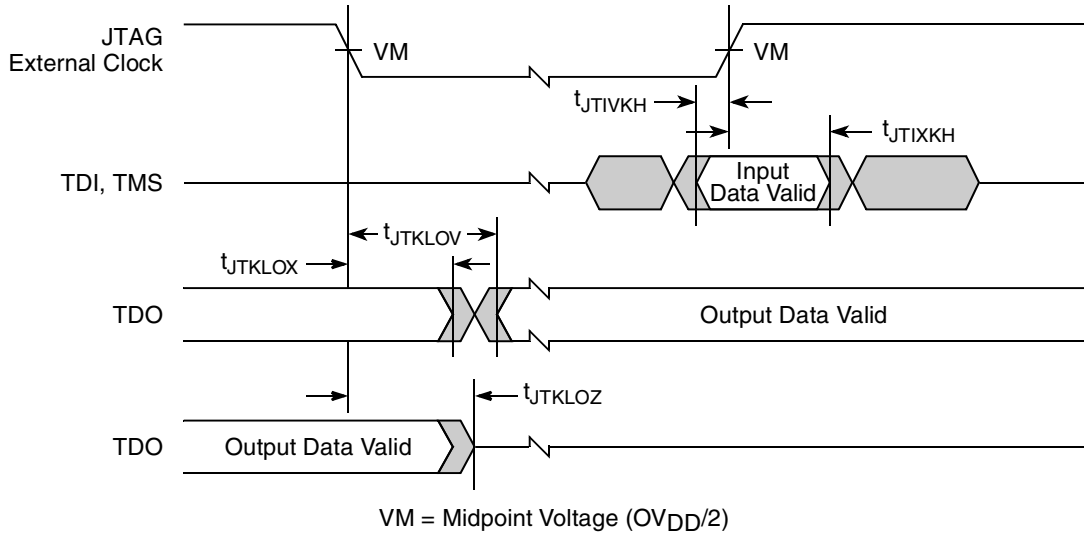 JTAG
External Clock
VM
VM
tJTIVKH
tJTIXKH
TDI, TMS
Input
Data Valid
tJTKLOV
tJTKLOX
TDO
Output Data Valid
tJTKLOZ
TDO
Output Data Valid
VM = Midpoint Voltage (OVDD/2)